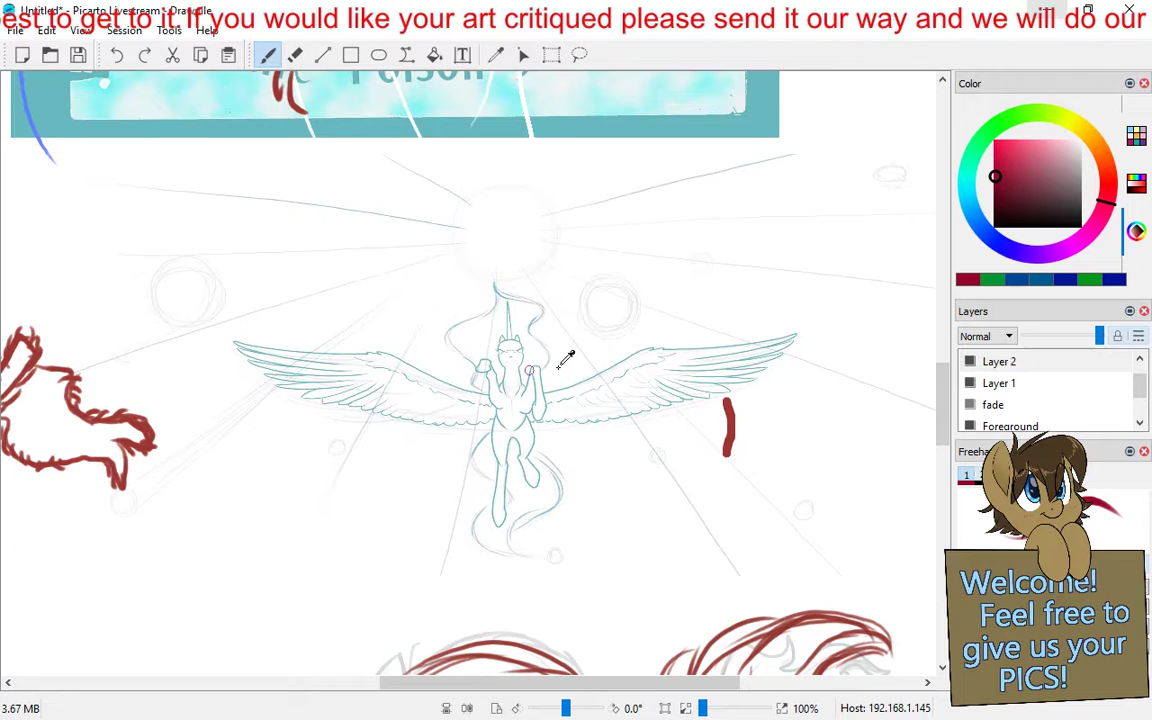 est to get to it. If you would like your art critiqued please send it our way and we will do our
Untitled* - Picarto Livestream - Drawpile
File Edit View Session Tools Help
Color
Layers
Normal
Layer 2
Layer 1
fade
Foreground
1
Welcome!
Feel free to
give us your
PICS!
3.67 MB
0.0°
100%
Host: 192.168.1.145